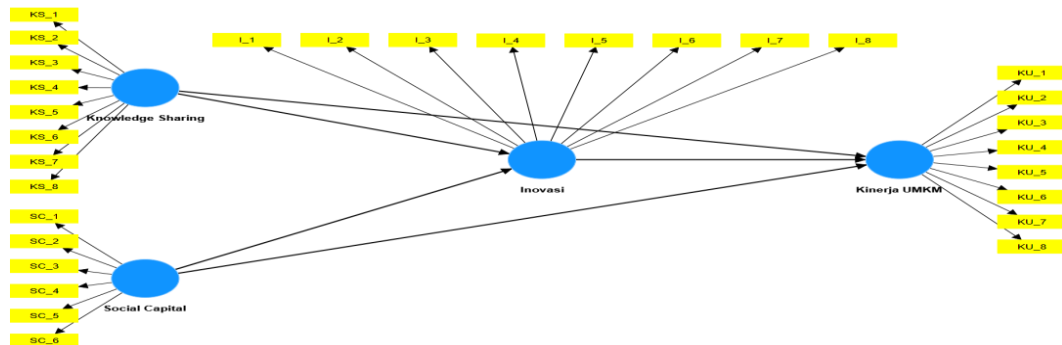 KS_1
KS_2
KS_3
KS_4
KS_5
KS_6
KS_7
KS_8
Knowledge Sharing
I_1
I_2
I_3
I_4
I_5
I_6
I_7
I_8
Inovasi
KU_1
KU_2
KU_3
KU_4
KU_5
KU_6
KU_7
KU_8
Kinerja UMKM
SC_1
SC_2
SC_3
SC_4
SC_5
SC_6
Social Capital